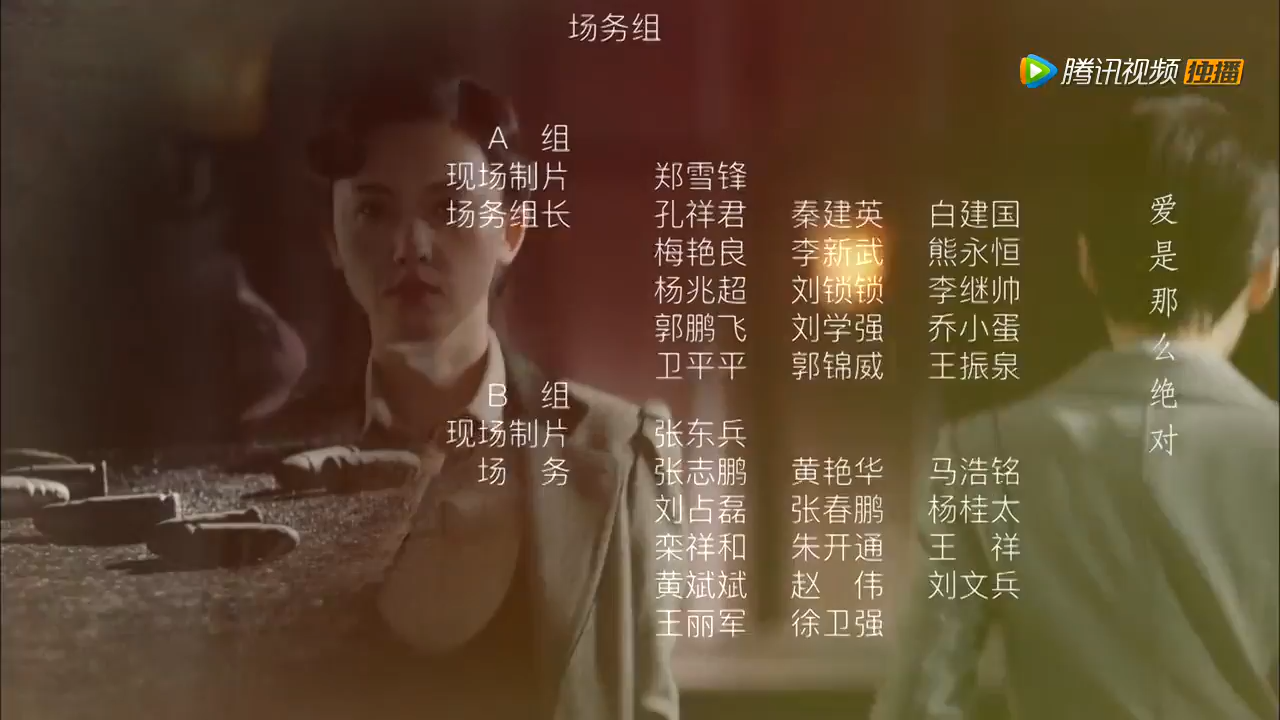 场务组
腾讯视频 独播
A 组
现场制片 郑雪锋
场务组长 孔祥君 秦建英 白建国
梅艳良 李新武 熊永恒
杨兆超 刘锁锁 李继帅
郭鹏飞 刘学强 乔小蛋
卫平平 郭锦威 王振泉
B 组
现场制片 张东兵
场 务 张志鹏 黄艳华 马浩铭
刘占磊 张春鹏 杨桂太
栾祥和 朱开通 王 祥
黄斌斌 赵 伟 刘文兵
王丽军 徐卫强
爱是那么绝对